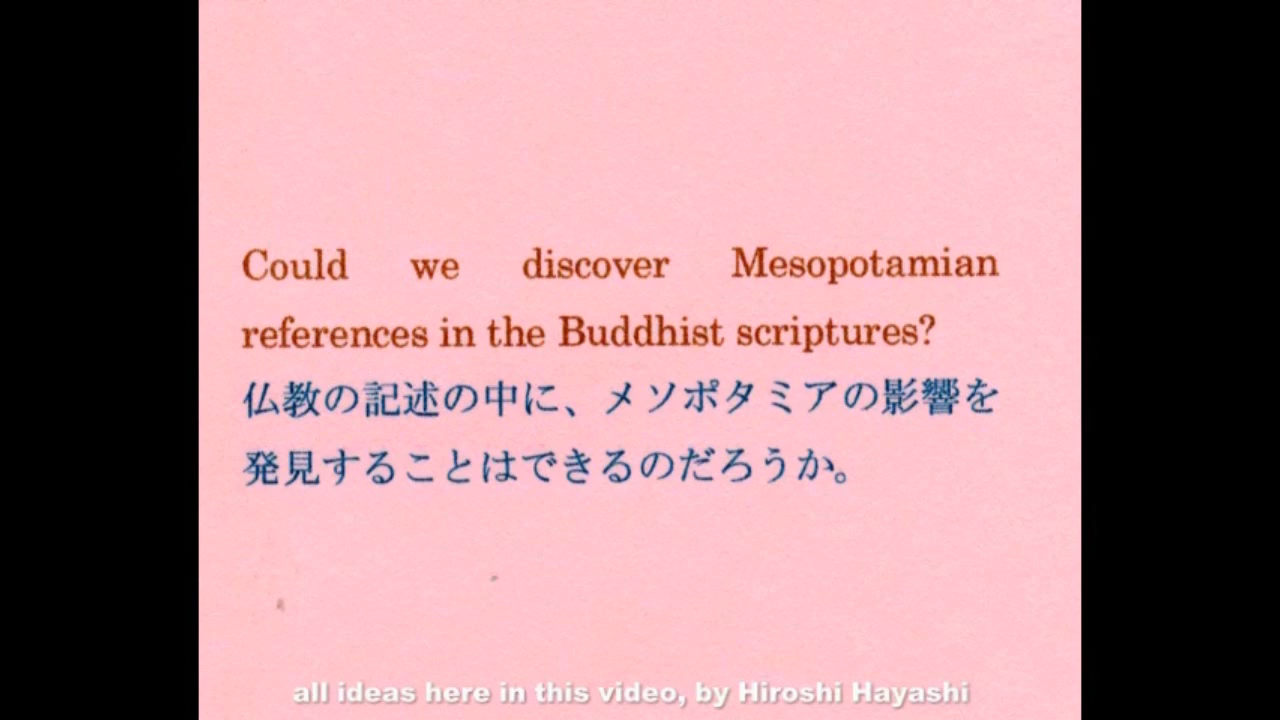 Could we discover Mesopotamian
references in the Buddhist scriptures?
仏教の記述の中に、メソポタミアの影響を
発見することはできるのだろうか。
all ideas here in this video, by Hiroshi Hayashi